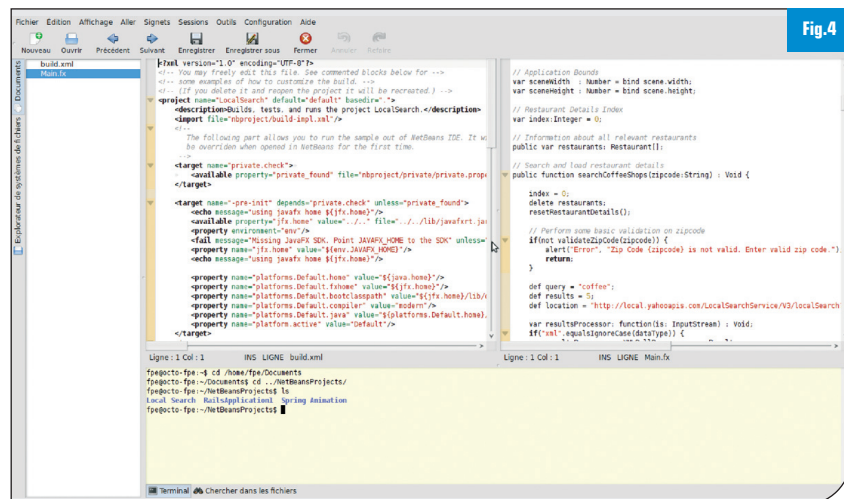 Fig.4
Fichier Édition Affichage Aller Signets Sessions Outils Configuration Aide
Nouveau Ouvrir Précédent Suivant Enregistrer Enregistrer sous Fermer Annuler Refaire
Documents
Explorateur de systèmes de fichiers
build.xml
Main.fx
<?xml version="1.0" encoding="UTF-8"?>
<!-- You may freely edit this file. See commented blocks below for -->
<!-- some examples of how to customize the build. -->
<!-- (If you delete it and reopen the project it will be recreated.) -->
<project name="LocalSearch" default="default" basedir=".">
<description>Builds, tests, and runs the project LocalSearch.</description>
<import file="nbproject/build-impl.xml"/>
<!--
The following part allows you to run the sample out of NetBeans IDE. It w
be overriden when opened in NetBeans for the first time.
-->
<target name="private.check">
<available property="private_found" file="nbproject/private/private.prope
</target>
<target name="-pre-init" depends="private.check" unless="private_found">
<echo message="using javafx home ${jfx.home}"/>
<available property="jfx.home" value="../.." file="../../lib/javafxrt.ja
<property environment="env"/>
<fail message="Missing JavaFX SDK. Point JAVAFX_HOME to the SDK" unless="
<property name="jfx.home" value="${env.JAVAFX_HOME}"/>
<echo message="using javafx home ${jfx.home}"/>
<property name="platforms.Default.home" value="${java.home}"/>
<property name="platforms.Default.fxhome" value="${jfx.home}"/>
<property name="platforms.Default.bootclasspath" value="${jfx.home}/lib/
<property name="platforms.Default.compiler" value="modern"/>
<property name="platforms.Default.java" value="${platforms.Default.home}
<property name="platform.active" value="Default"/>
</target>
Ligne : 1 Col : 1 INS LIGNE build.xml
// Application Bounds
var sceneWidth : Number = bind scene.width;
var sceneHeight : Number = bind scene.height;
// Restaurant Details Index
var index:Integer = 0;
// Information about all relevant restaurants
public var restaurants: Restaurant[];
// Search and load restaurant details
public function searchCoffeeShops(zipcode:String) : Void {
index = 0;
delete restaurants;
resetRestaurantDetails();
// Perform some basic validation on zipcode
if(not validateZipCode(zipcode)) {
alert("Error", "Zip Code {zipcode} is not valid. Enter valid zip code.")
return;
}
def query = "coffee";
def results = 5;
def location = "http://local.yahooapis.com/LocalSearchService/V3/localSearch
var resultsProcessor: function(is: InputStream) : Void;
if("xml".equalsIgnoreCase(dataType)) {
Ligne : 1 Col : 1 INS LIGNE Main.fx
fpe@octo-fpe:~$ cd /home/fpe/Documents
fpe@octo-fpe:~/Documents$ cd ../NetBeansProjects/
fpe@octo-fpe:~/NetBeansProjects$ ls
Local Search RailsApplication1 Spring Animation
fpe@octo-fpe:~/NetBeansProjects$
Terminal Chercher dans les fichiers